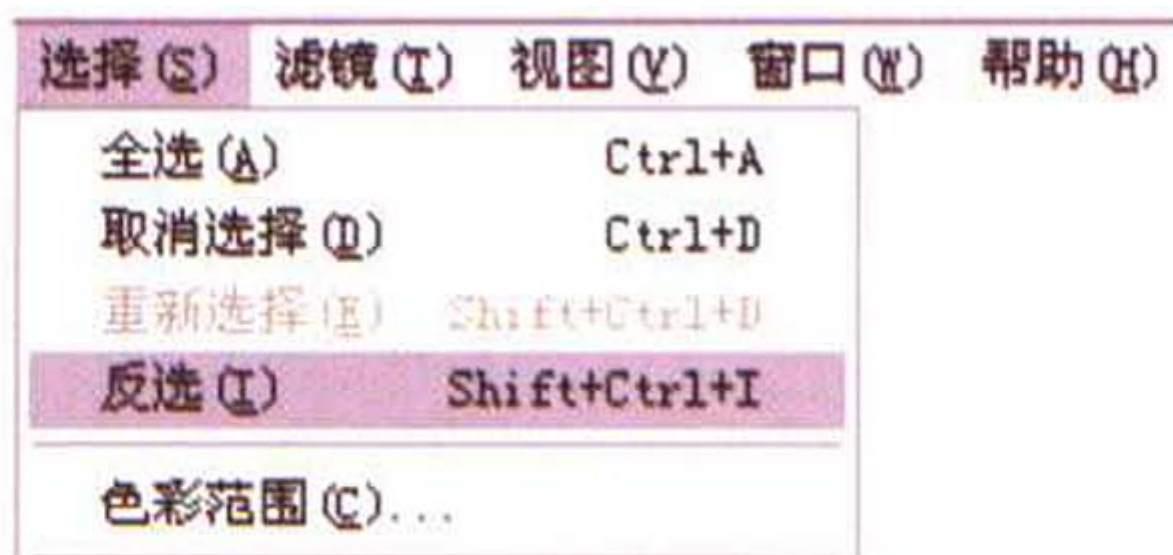 选择(S) 滤镜(T) 视图(V) 窗口(W) 帮助(H)
全选(A) Ctrl+A
取消选择(D) Ctrl+D
重新选择(E) Shift+Ctrl+D
反选(I) Shift+Ctrl+I
色彩范围(C)...